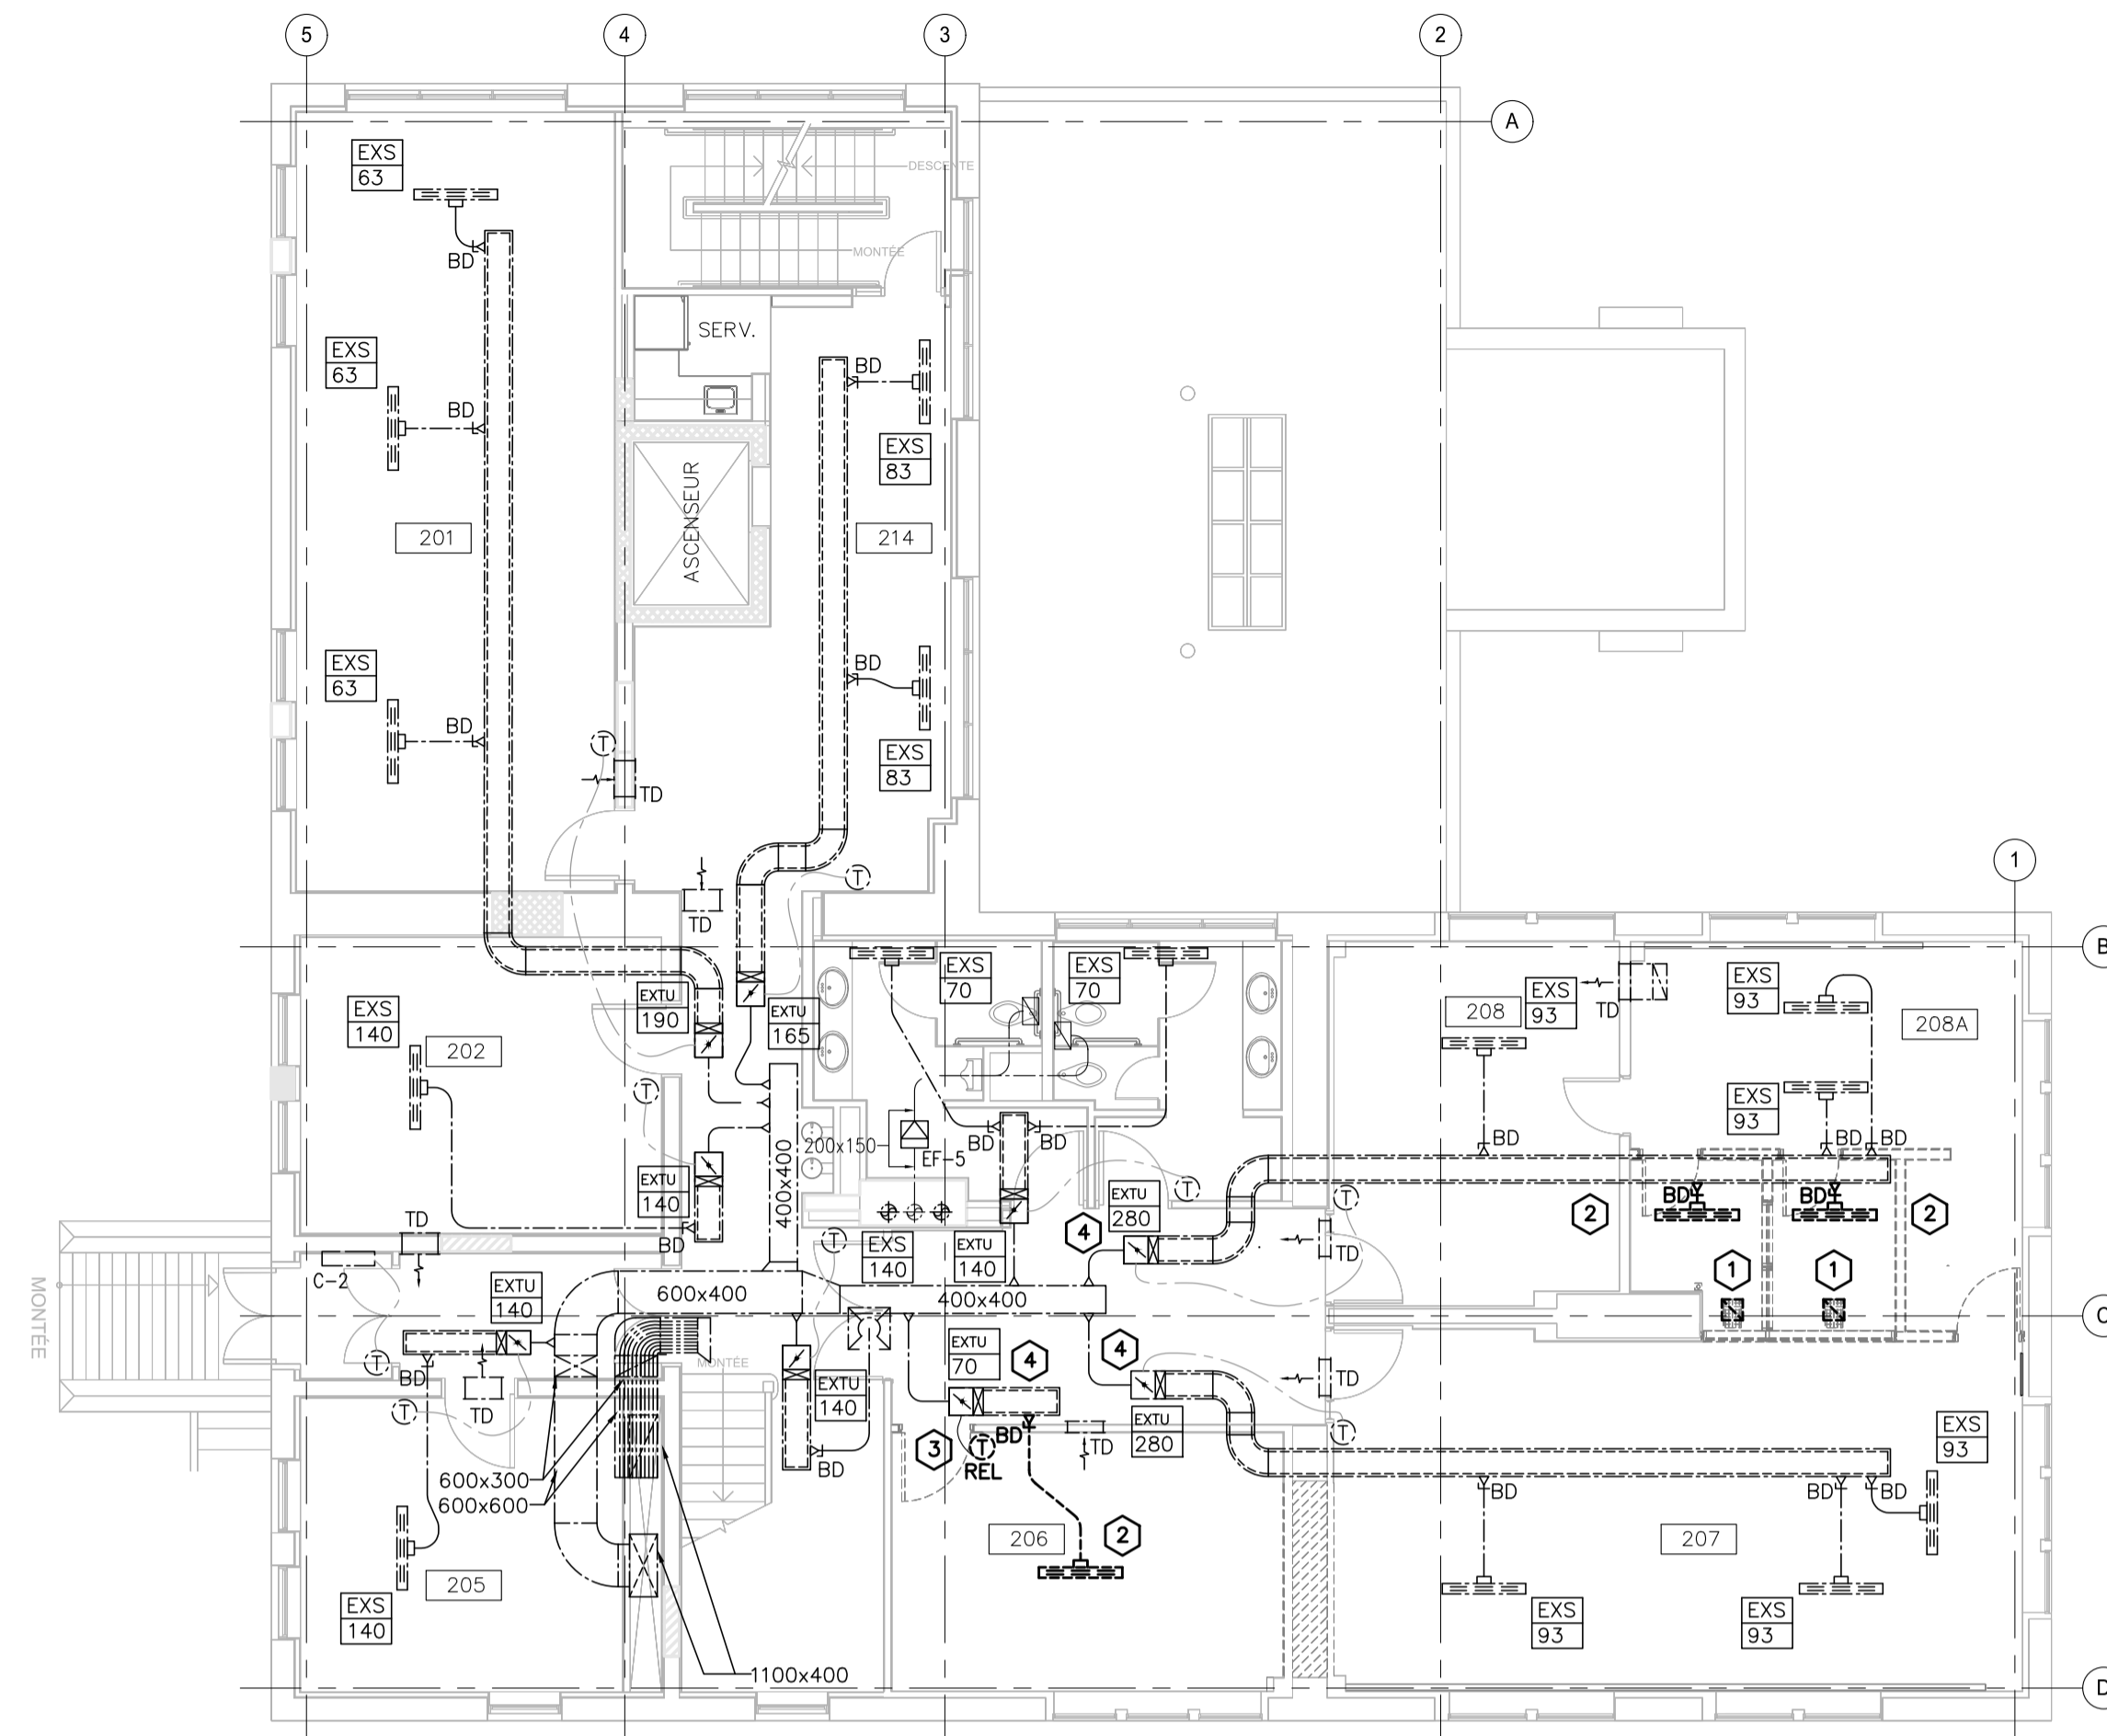 5
4
3
2
A
EXS
63
DESCENTE
BD
MONTÉE
SERV.
EXS
63
BD
BD
EXS
83
ASCENSEUR
201
214
EXS
63
BD
BD
T
EXS
83
TD
1
T
TD
B
EXS
70
EXS
70
EXS
93
EXS
93
EXTU
190
EXTU
165
EXS
140
208
TD
208A
202
T
EXS
93
400x400
200x150
EF-5
BD
BD
BD
BD
BD
EXTU
140
EXTU
280
T
T
2
BD
BD
2
TD
BD
4
EXS
140
EXTU
140
TD
T
C-2
1
1
EXTU
140
600x400
400x400
MONTÉE
C
T
BD
TD
T
MONTÉE
EXTU
140
EXTU
70
4
4
TD
EXTU
280
T
3
T
REL
BD
TD
BD
EXS
93
600x300
600x600
BD
BD
BD
206
2
207
205
EXS
140
EXS
93
EXS
93
1100x400
D